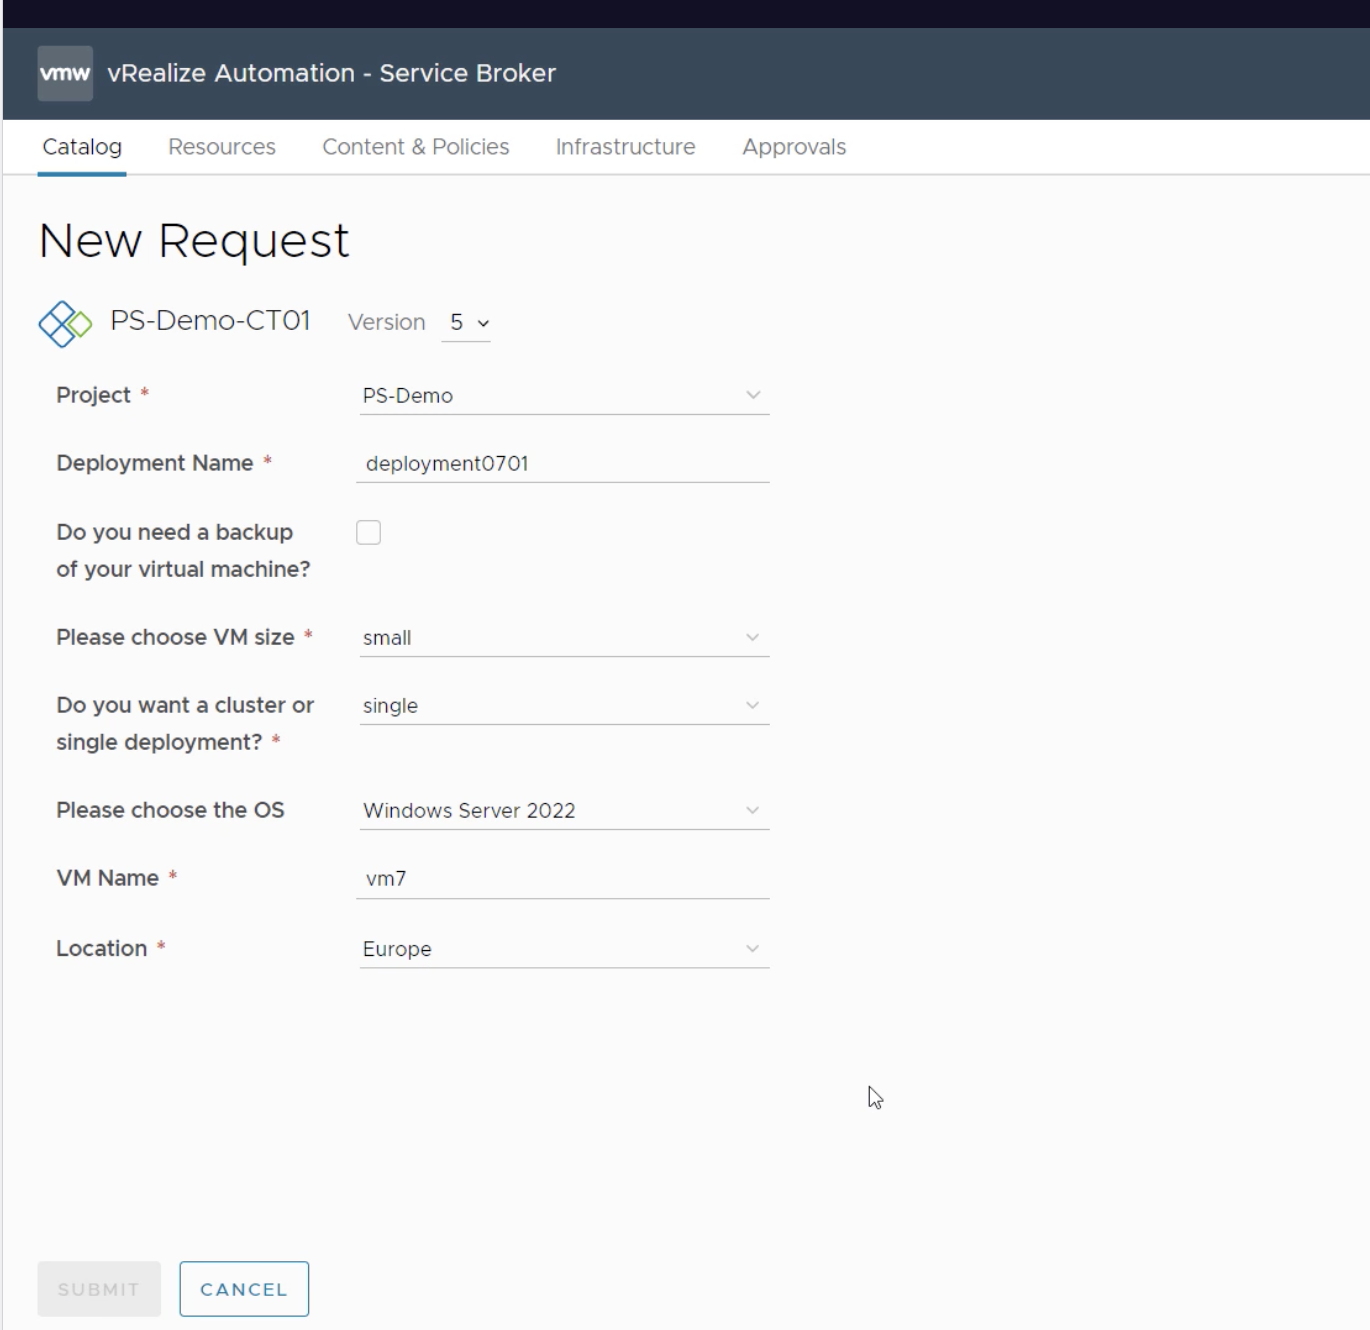 vmw vRealize Automation - Service Broker
Catalog Resources Content & Policies Infrastructure Approvals
New Request
PS-Demo-CT01 Version 5
Project * PS-Demo
Deployment Name * deployment0701
Do you need a backup
of your virtual machine?
Please choose VM size * small
Do you want a cluster or single
single deployment? *
Please choose the OS Windows Server 2022
VM Name * vm7
Location * Europe
SUBMIT CANCEL